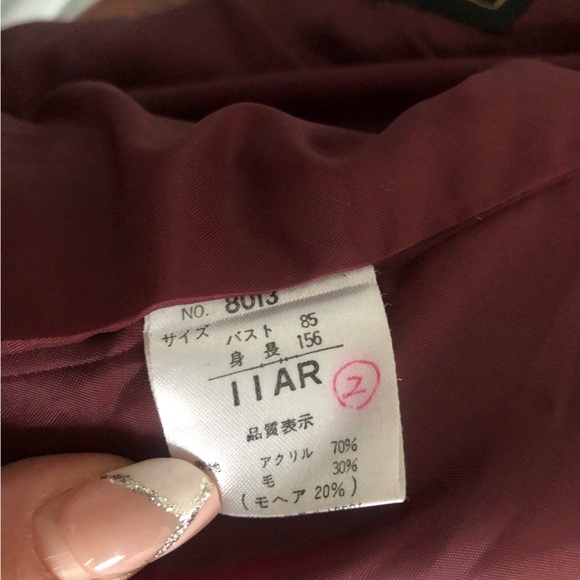 NO. 8013
サイズ バスト 85
身長 156
11AR ②
品質表示
地 アクリル 70%
毛 30%
(モヘア 20%)